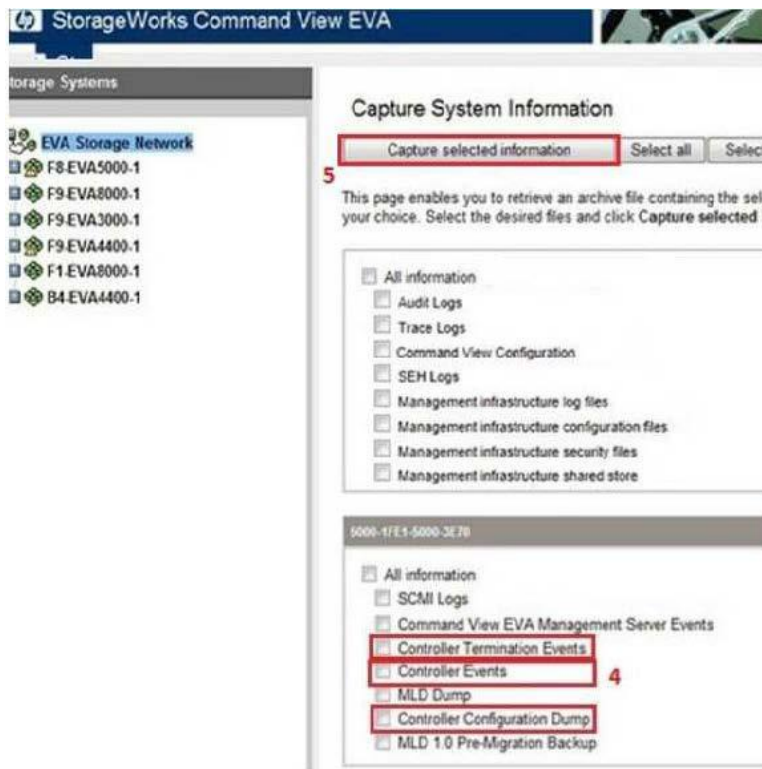 StorageWorks Command View EVA
torage Systems
EVA Storage Network
F8-EVA5000-1
F9-EVA8000-1
F9-EVA3000-1
F9-EVA4400-1
F1-EVA8000-1
B4-EVA4400-1
Capture System Information
Capture selected information
Select all
Selec
5
This page enables you to retrieve an archive file containing the sel
your choice. Select the desired files and click Capture selected
All information
Audit Logs
Trace Logs
Command View Configuration
SEH Logs
Management infrastructure log files
Management infrastructure configuration files
Management infrastructure security files
Management infrastructure shared store
5000-1FE1-5000-3E70
All information
SCMI Logs
Command View EVA Management Server Events
Controller Termination Events
Controller Events
4
MLD Dump
Controller Configuration Dump
MLD 1.0 Pre-Migration Backup